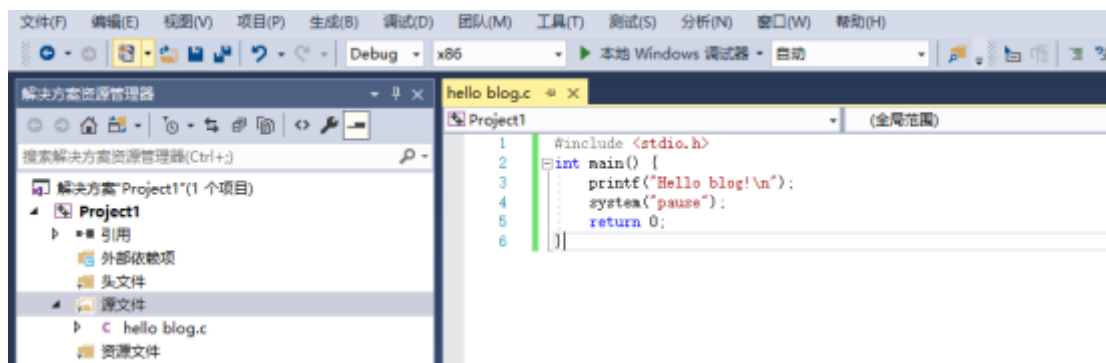 文件(F) 编辑(E) 视图(V) 项目(P) 生成(B) 调试(D) 团队(M) 工具(T) 测试(S) 分析(N) 窗口(W) 帮助(H)
Debug x86 本地 Windows 调试器 自动
解决方案资源管理器
搜索解决方案资源管理器(Ctrl+;)
解决方案"Project1"(1 个项目)
Project1
引用
外部依赖项
头文件
源文件
hello blog.c
资源文件
hello blog.c
Project1 (全局范围)
1 #include <stdio.h>
2 int main() {
3 printf("Hello blog!\n");
4 system("pause");
5 return 0;
6 }